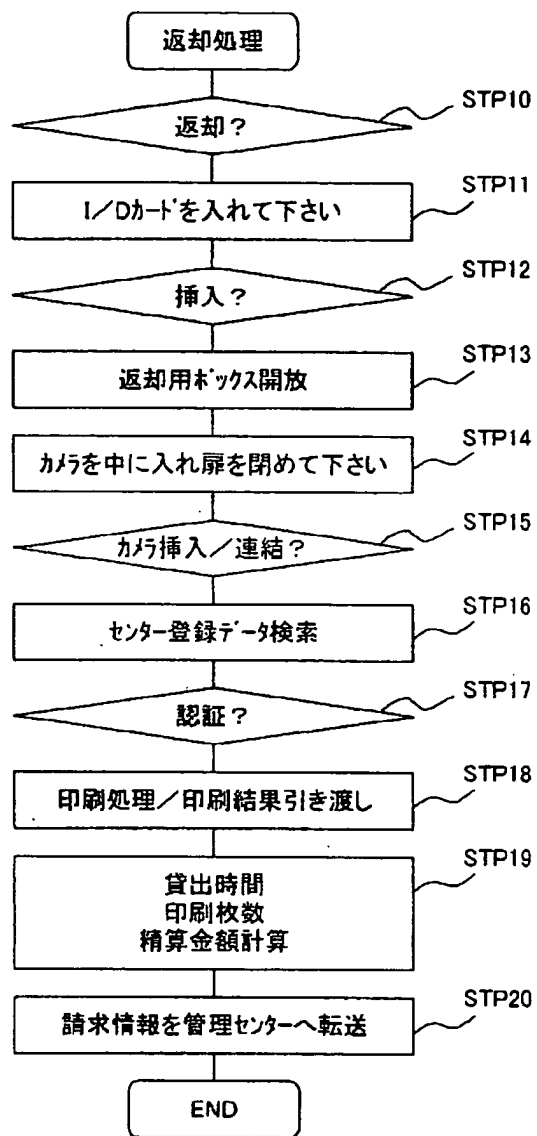 返却処理
返却？
STP10
I／Dｶｰﾄﾞを入れて下さい
STP11
挿入？
STP12
返却用ﾎﾞｯｸｽ開放
STP13
ｶﾒﾗを中に入れ扉を閉めて下さい
STP14
ｶﾒﾗ挿入／連結？
STP15
ｾﾝﾀｰ登録ﾃﾞｰﾀ検索
STP16
認証？
STP17
印刷処理／印刷結果引き渡し
STP18
貸出時間
印刷枚数
精算金額計算
STP19
請求情報を管理ｾﾝﾀｰへ転送
STP20
END